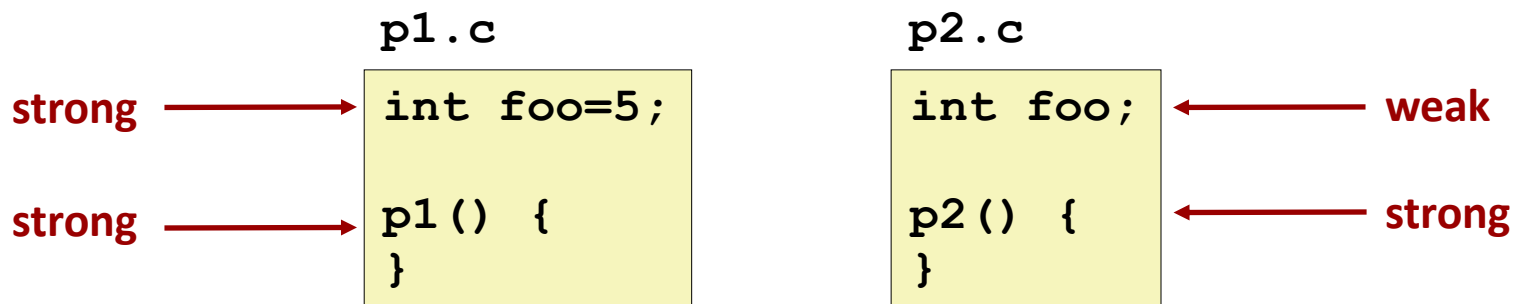 p1.c p2.c
strong int foo=5; int foo; weak
strong p1() { p2() { strong
} }